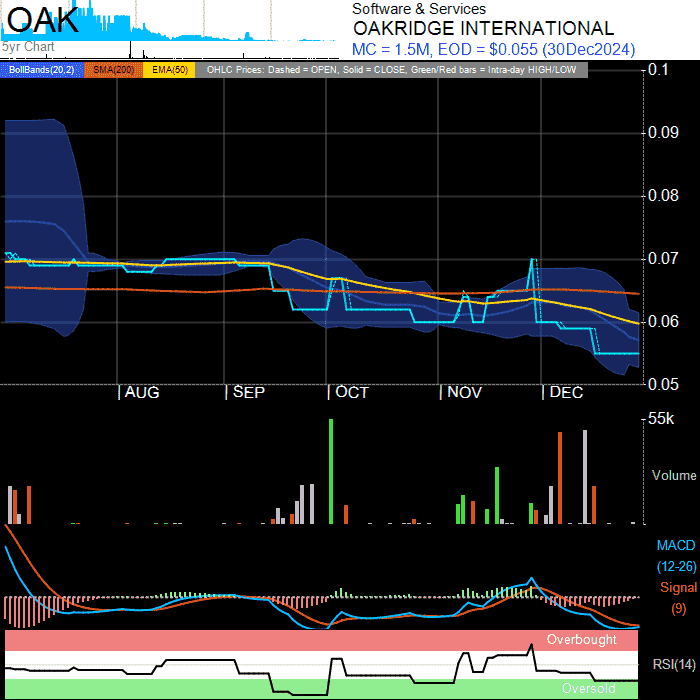 OAK
5yr Chart
Software & Services
OAKRIDGE INTERNATIONAL
MC = 1.5M, EOD = $0.055 (30Dec2024)
BollBands(20,2) SMA(200) EMA(50) OHLC Prices: Dashed = OPEN, Solid = CLOSE, Green/Red bars = Intra-day HIGH/LOW
0.1
0.09
0.08
0.07
0.06
0.05
AUG SEP OCT NOV DEC
55k
Volume
MACD
(12-26)
Signal
(9)
Overbought
RSI(14)
Oversold